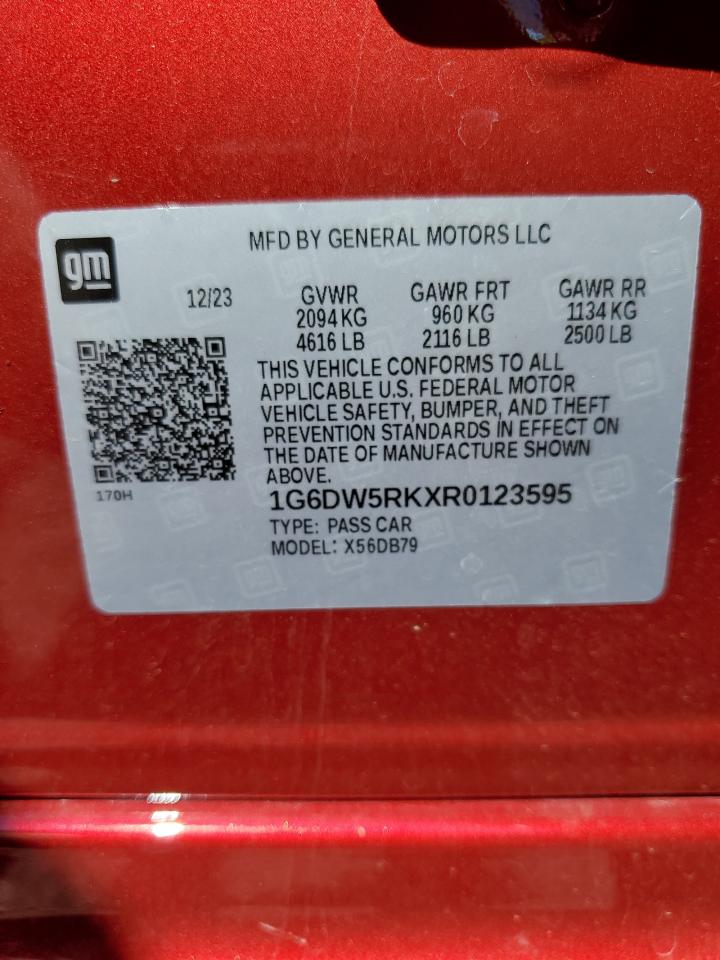 gm
MFD BY GENERAL MOTORS LLC
12/23 GVWR GAWR FRT GAWR RR
2094 KG 960 KG 1134 KG
4616 LB 2116 LB 2500 LB
THIS VEHICLE CONFORMS TO ALL
APPLICABLE U.S. FEDERAL MOTOR
VEHICLE SAFETY, BUMPER, AND THEFT
PREVENTION STANDARDS IN EFFECT ON
THE DATE OF MANUFACTURE SHOWN
ABOVE.
170H
1G6DW5RKXR0123595
TYPE: PASS CAR
MODEL: X56DB79